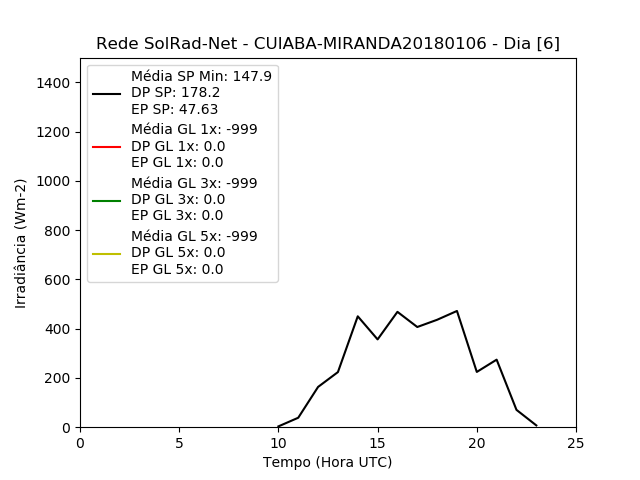 Rede SolRad-Net - CUIABA-MIRANDA20180106 - Dia [6]
Média SP Min: 147.9
DP SP: 178.2
EP SP: 47.63
Média GL 1x: -999
DP GL 1x: 0.0
EP GL 1x: 0.0
Média GL 3x: -999
DP GL 3x: 0.0
EP GL 3x: 0.0
Média GL 5x: -999
DP GL 5x: 0.0
EP GL 5x: 0.0
Irradiância (Wm-2)
1400
1200
1000
800
600
400
200
0
0 5 10 15 20 25
Tempo (Hora UTC)